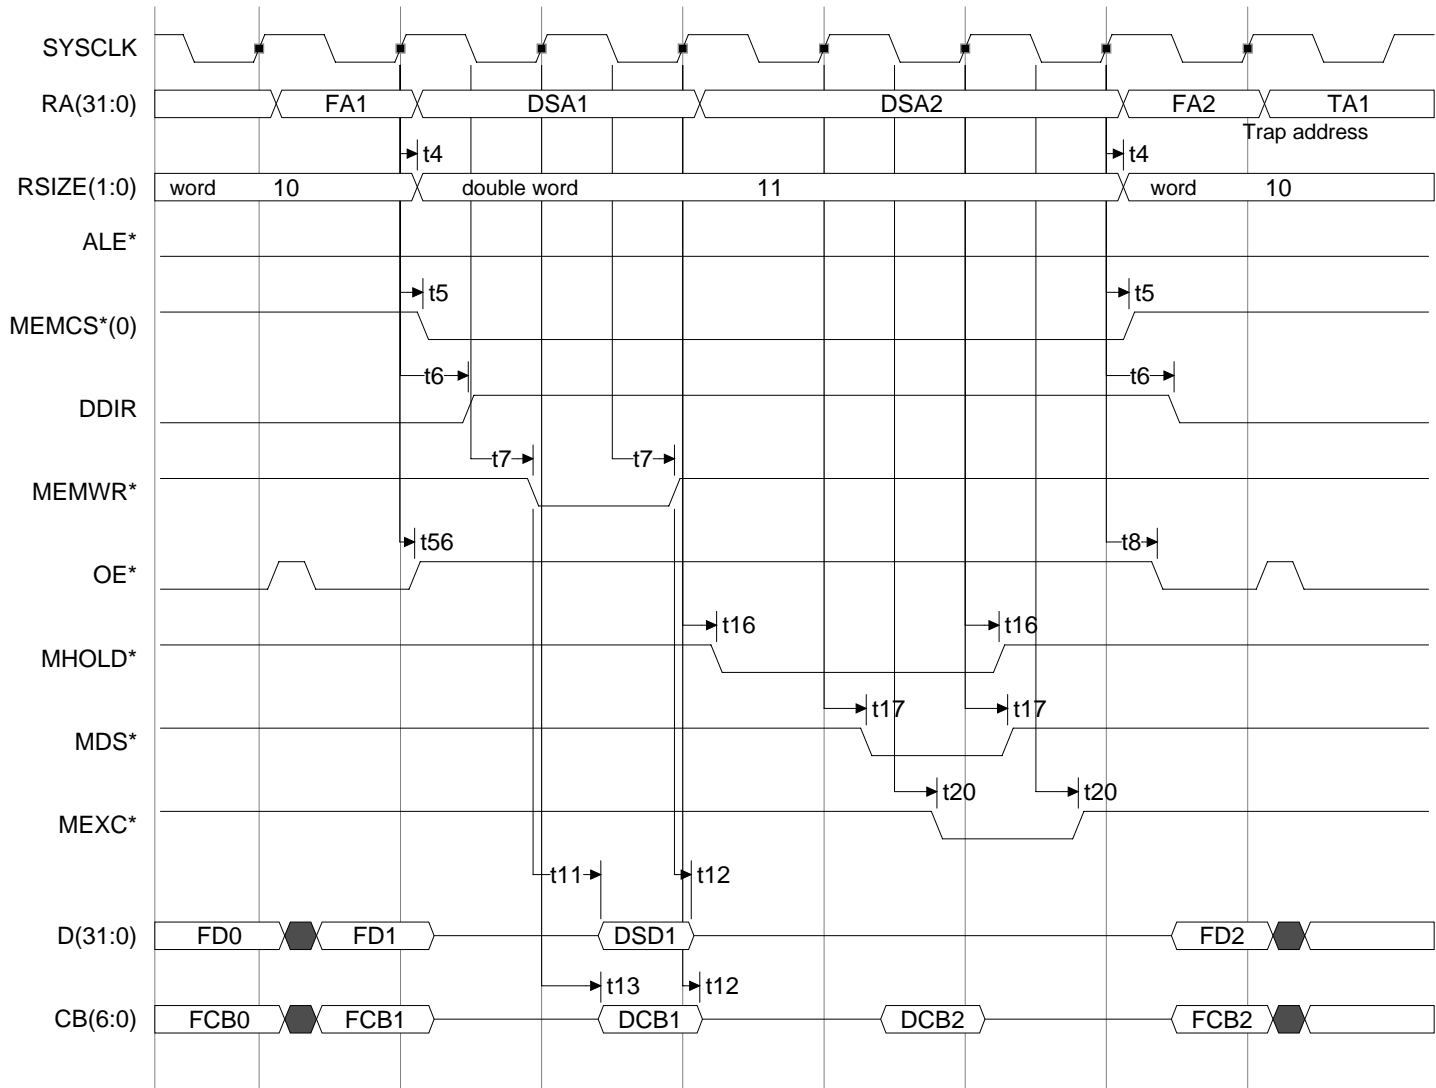 SYSCLK
RA(31:0) FA1 DSA1 DSA2 FA2 TA1
Trap address
t4 t4
RSIZE(1:0) word 10 double word 11 word 10
ALE*
t5 t5
MEMCS*(0)
t6 t6
DDIR
t7 t7
MEMWR*
t56 t8
OE*
t16 t16
MHOLD*
t17 t17
MDS*
t20 t20
MEXC*
t11 t12
D(31:0) FD0 FD1 DSD1 FD2
t13 t12
CB(6:0) FCB0 FCB1 DCB1 DCB2 FCB2